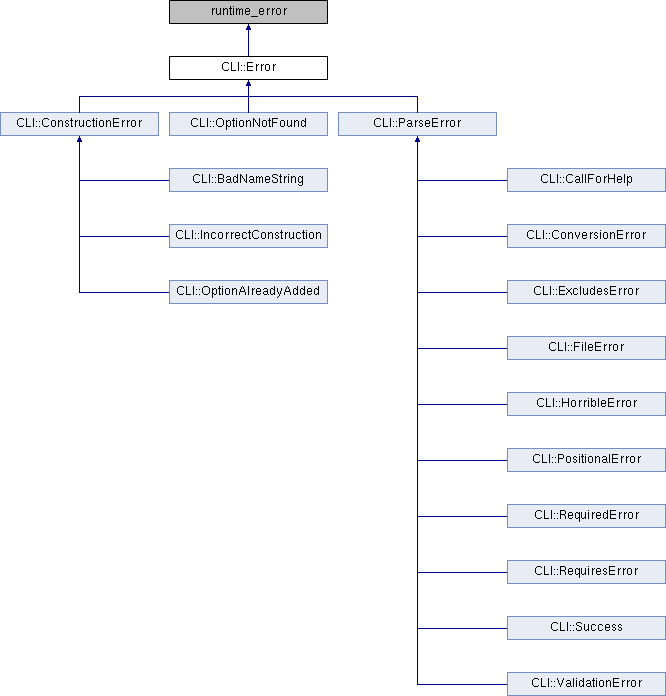 runtime_error
CLI::Error
CLI::ConstructionError
CLI::OptionNotFound
CLI::ParseError
CLI::BadNameString
CLI::CallForHelp
CLI::IncorrectConstruction
CLI::ConversionError
CLI::OptionAlreadyAdded
CLI::ExcludesError
CLI::FileError
CLI::HorribleError
CLI::PositionalError
CLI::RequiredError
CLI::RequiresError
CLI::Success
CLI::ValidationError